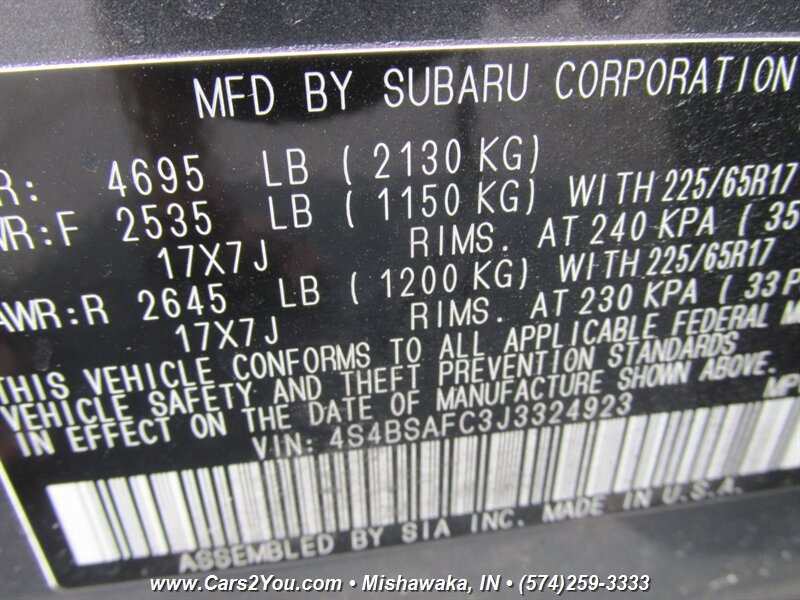 MFD BY SUBARU CORPORATION
R: 4695 LB ( 2130 KG)
WR:F 2535 LB ( 1150 KG) WITH 225/65R17
17X7J RIMS. AT 240 KPA ( 35
AWR:R 2645 LB ( 1200 KG) WITH 225/65R17
17X7J RIMS. AT 230 KPA ( 33 P
THIS VEHICLE CONFORMS TO ALL APPLICABLE FEDERAL M
VEHICLE SAFETY AND THEFT PREVENTION STANDARDS
IN EFFECT ON THE DATE OF MANUFACTURE SHOWN ABOVE.
VIN: 4S4BSAFC3J3324923 MP
ASSEMBLED BY SIA INC. MADE IN U.S.A.
www.Cars2You.com • Mishawaka, IN • (574)259-3333